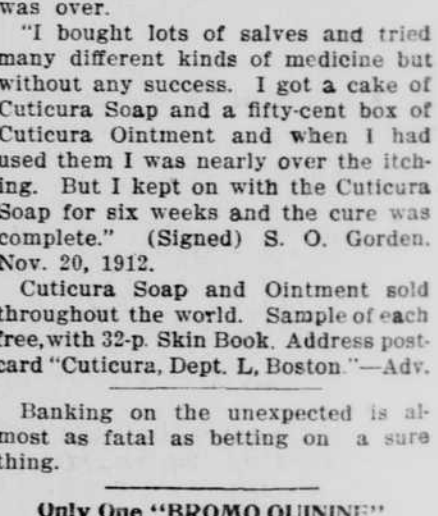 was over.
"I bought lots of salves and tried
many different kinds of medicine but
without any success. I got a cake of
Cuticura Soap and a fifty-cent box of
Cuticura Ointment and when I had
used them I was nearly over the itch-
ing. But I kept on with the Cuticura
Soap for six weeks and the cure was
complete." (Signed) S. O. Gorden.
Nov. 20, 1912.
Cuticura Soap and Ointment sold
throughout the world. Sample of each
free, with 32-p. Skin Book. Address post-
card "Cuticura, Dept. L, Boston."—Adv.
Banking on the unexpected is al-
most as fatal as betting on a sure
thing.
Only One "BROMO QUININE"